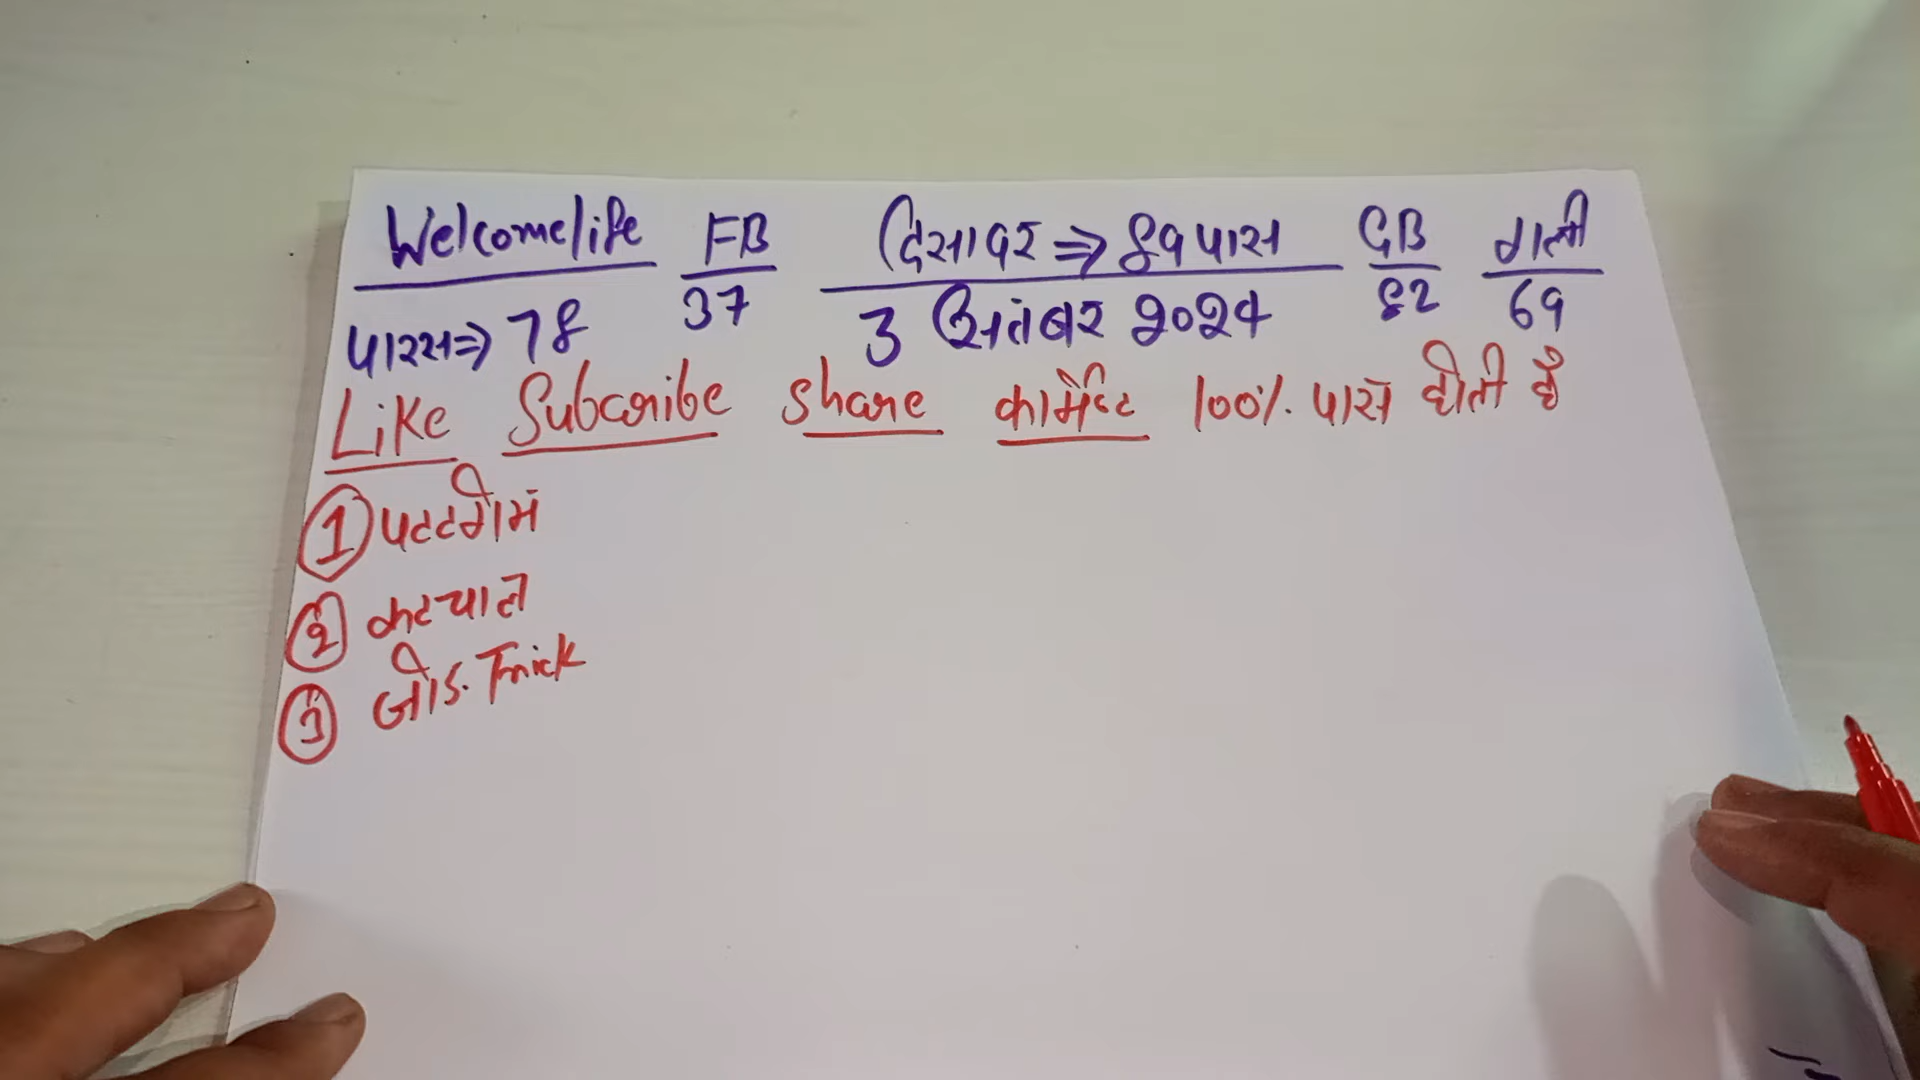 Welcomelife FB दिसावर ⇒ 89 पास GB गली
पारस ⇒ 78 37 3 सितंबर 2024 82 69
Like Subcribe share कामेन्ट 100% पास होती है
① पटटीगेम
② कटचाले
③ जोड. Trick